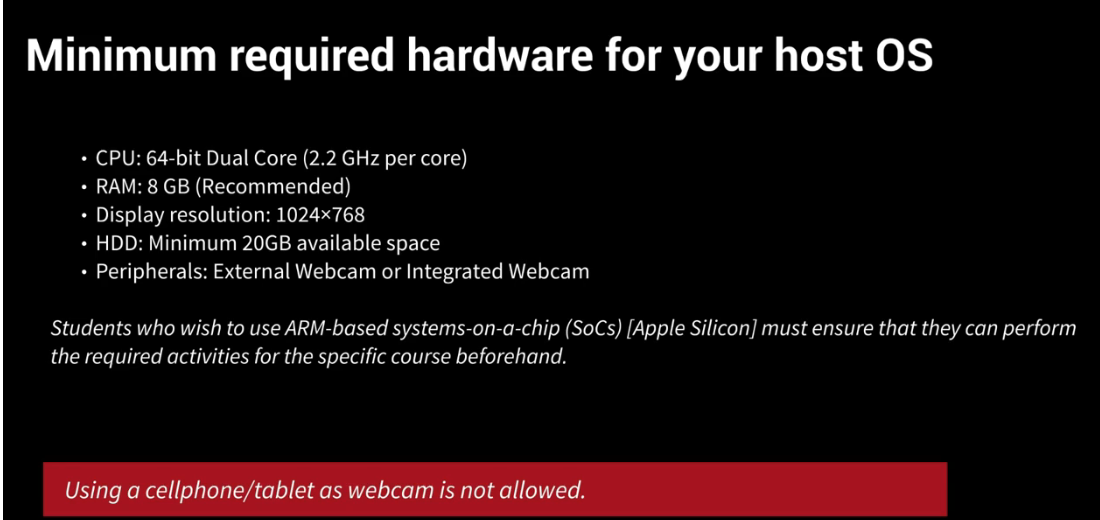 Minimum required hardware for your host OS
• CPU: 64-bit Dual Core (2.2 GHz per core)
• RAM: 8 GB (Recommended)
• Display resolution: 1024×768
• HDD: Minimum 20GB available space
• Peripherals: External Webcam or Integrated Webcam
Students who wish to use ARM-based systems-on-a-chip (SoCs) [Apple Silicon] must ensure that they can perform
the required activities for the specific course beforehand.
Using a cellphone/tablet as webcam is not allowed.